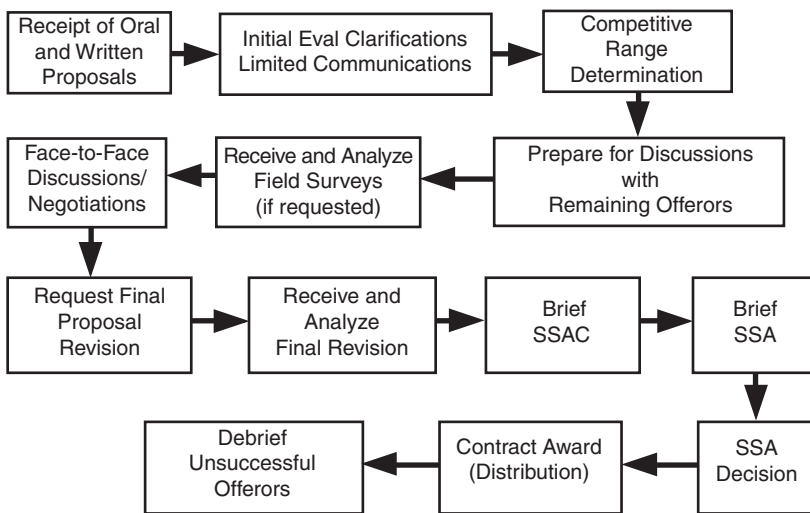 Receipt of Oral
and Written
Proposals
Initial Eval Clarifications
Limited Communications
Competitive
Range
Determination
Prepare for Discussions
with
Remaining Offerors
Receive and Analyze
Field Surveys
(if requested)
Face-to-Face
Discussions/
Negotiations
Request Final
Proposal
Revision
Receive and
Analyze
Final Revision
Brief
SSAC
Brief
SSA
SSA
Decision
Contract Award
(Distribution)
Debrief
Unsuccessful
Offerors